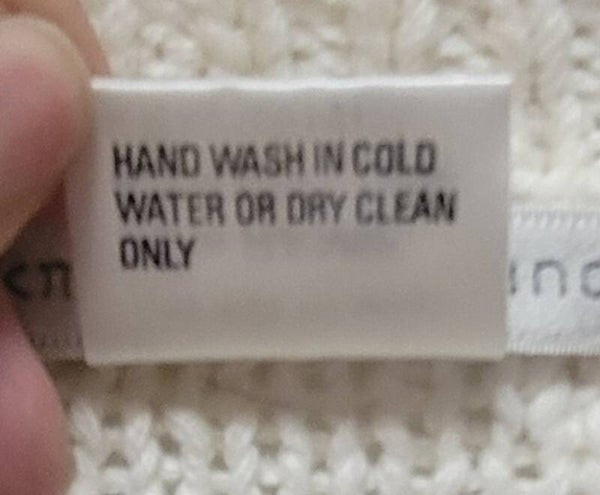 HAND WASH IN COLD
WATER OR DRY CLEAN
ONLY